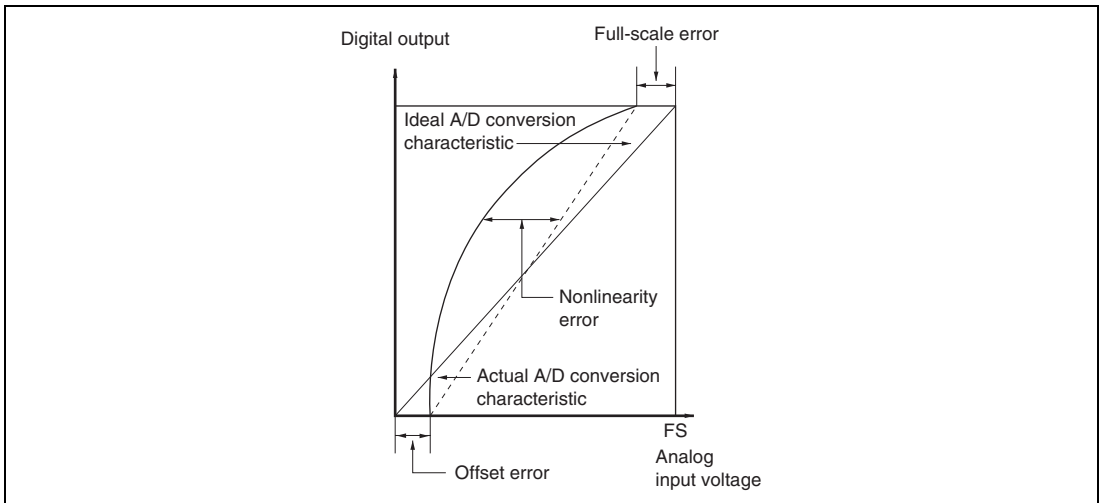 Digital output
Full-scale error
Ideal A/D conversion
characteristic
Nonlinearity
error
Actual A/D conversion
characteristic
FS
Analog
input voltage
Offset error